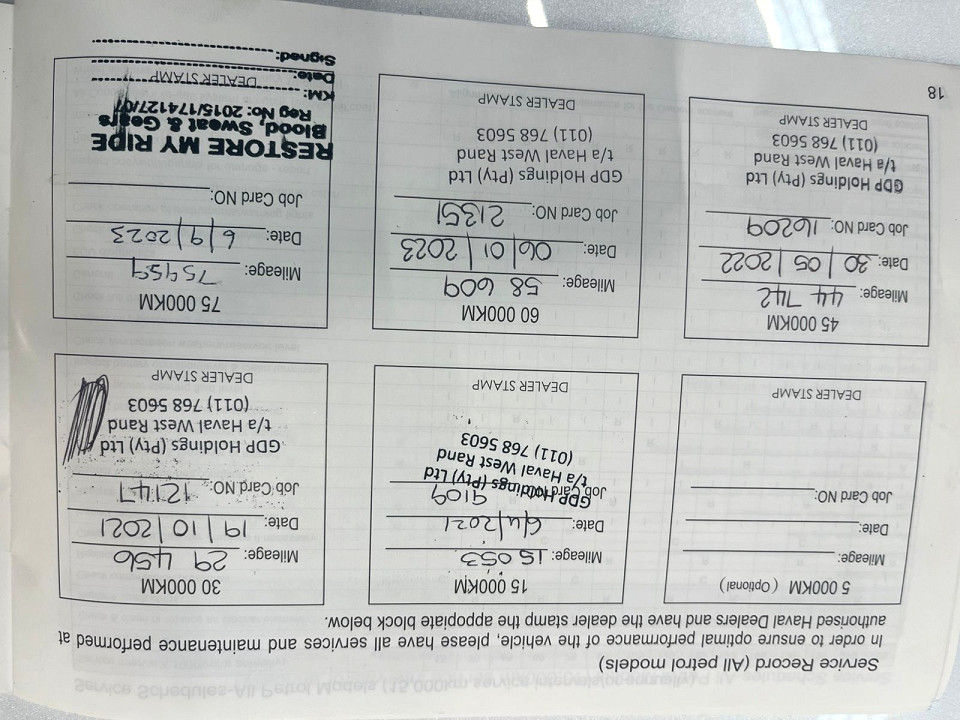 Service Record (All petrol models)
In order to ensure optimal performance of the vehicle, please have all services and maintenance performed at
authorised Haval Dealers and have the dealer stamp the appopriate block below.
5 000KM (Optional)
Mileage:
Date:
Job Card NO:
DEALER STAMP
15 000KM
Mileage: 15 053
Date: 9/4/2021
Job Card NO: 9109
GDP Holdings (Pty) Ltd
t/a Haval West Rand
(011) 768 5603
DEALER STAMP
30 000KM
Mileage: 29 456
Date: 19/10/2021
Job Card NO: 12147
GDP Holdings (Pty) Ltd
t/a Haval West Rand
(011) 768 5603
DEALER STAMP
45 000KM
Mileage: 44 742
Date: 30/05/2022
Job Card NO: 16209
GDP Holdings (Pty) Ltd
t/a Haval West Rand
(011) 768 5603
DEALER STAMP
60 000KM
Mileage: 58 609
Date: 06/01/2023
Job Card NO: 21351
GDP Holdings (Pty) Ltd
t/a Haval West Rand
(011) 768 5603
DEALER STAMP
75 000KM
Mileage: 75959
Date: 6/9/2023
Job Card NO:
RESTORE MY RIDE
Blood, Sweat & Gears
Reg No: 2015/174127/07
KM:
DEALER STAMP
Date:
Signed:
18